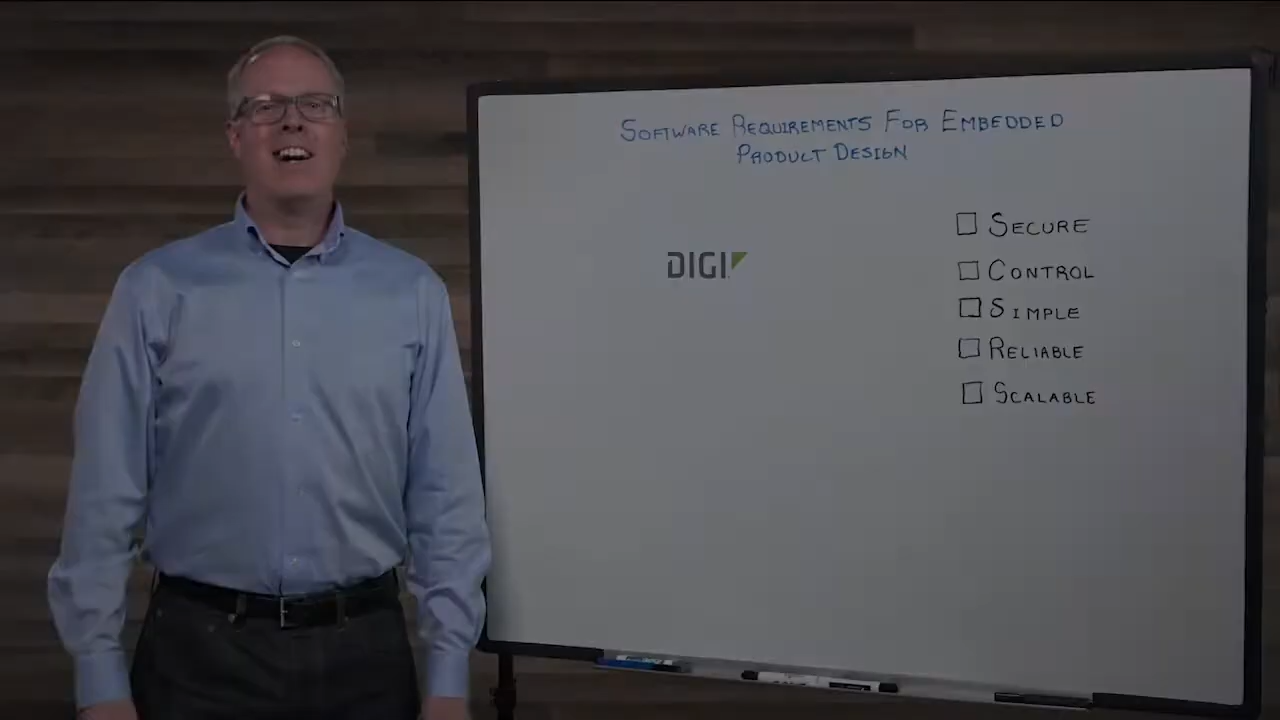 SOFTWARE REQUIREMENTS FOR EMBEDDED
PRODUCT DESIGN
SECURE
DIGI
CONTROL
SIMPLE
RELIABLE
SCALABLE